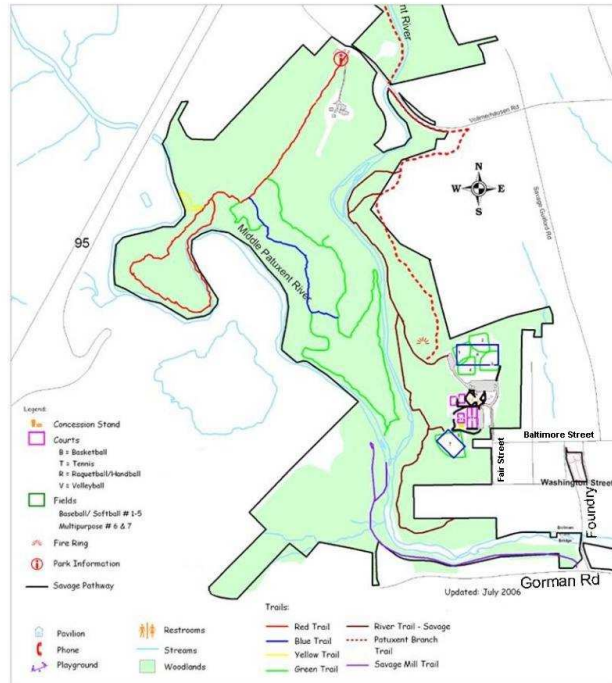 ent River
Vollmerhausen Rd
N
W E
S
Savage Guilford Rd
95
Middle Patuxent River
Baltimore Street
Fair Street
Washington Street
Foundry
Gorman Rd
Updated: July 2006
Legend:
Concession Stand
Courts
B = Basketball
T = Tennis
R = Raquetball/Handball
V = Volleyball
Fields
Baseball/ Softball # 1-5
Multipurpose # 6 & 7
Fire Ring
Park Information
Savage Pathway
Pavilion
Phone
Playground
Restrooms
Streams
Woodlands
Trails:
Red Trail
Blue Trail
Yellow Trail
Green Trail
River Trail - Savage
Patuxent Branch
Trail
Savage Mill Trail